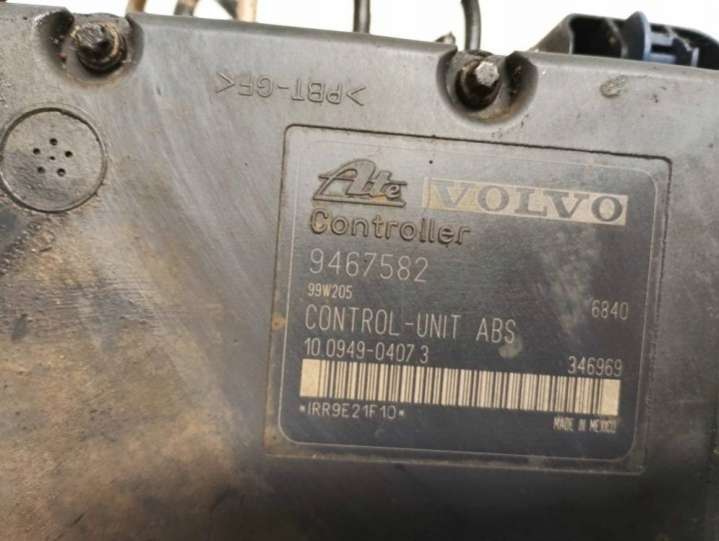 >PBT-GF<
Ate VOLVO
Controller
9467582
99W205 6840
CONTROL-UNIT ABS
10.0949-0407.3 346969
*IRR9E21F10*
MADE IN MEXICO